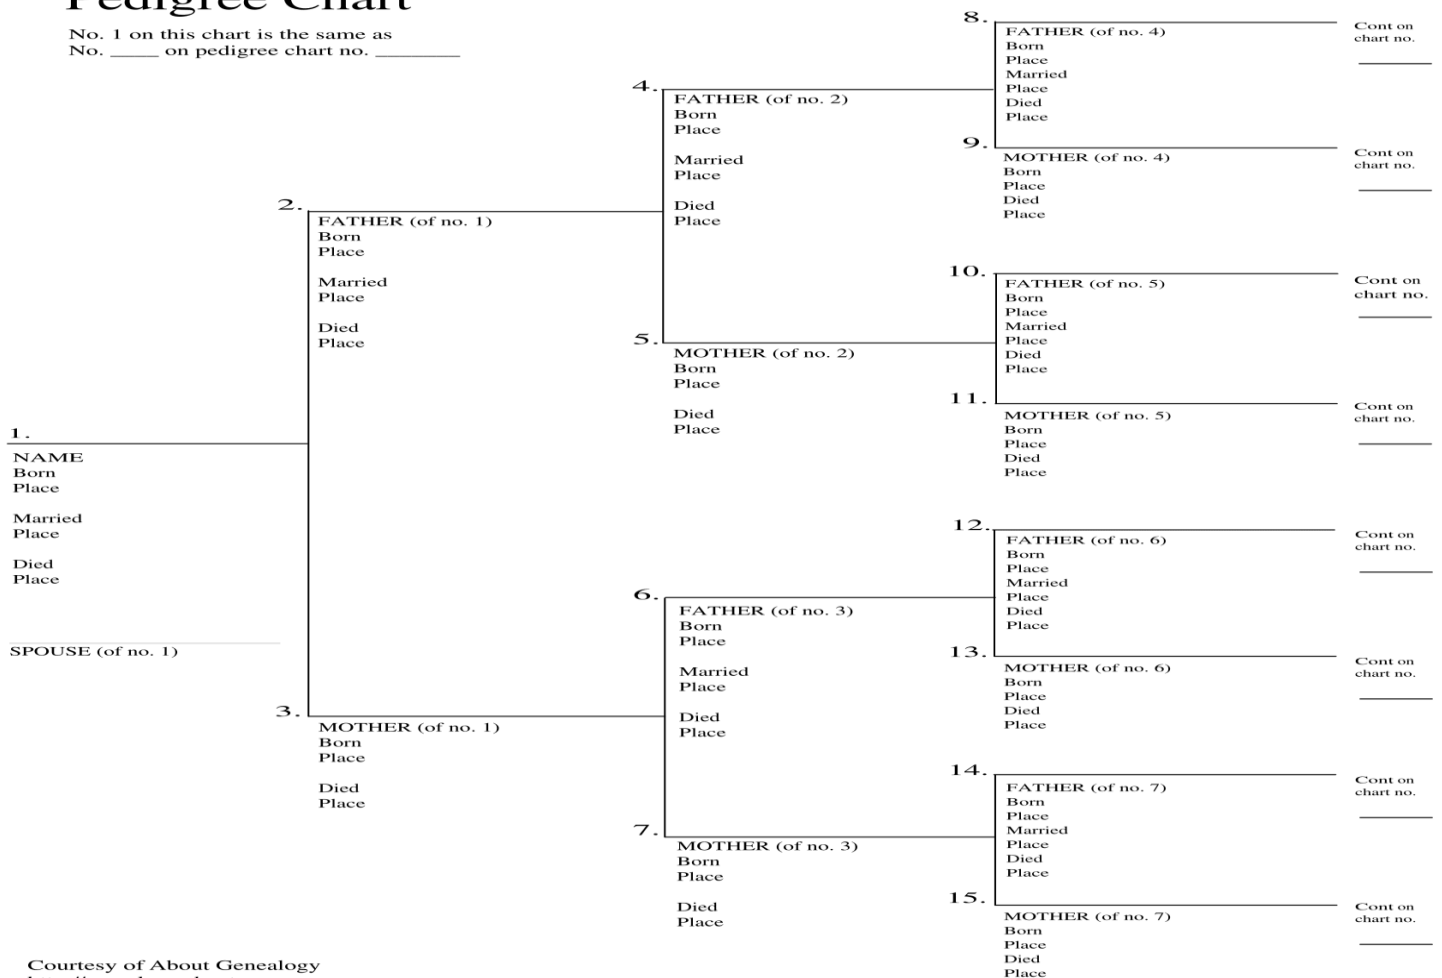 Pedigree Chart
No. 1 on this chart is the same as
No. _____ on pedigree chart no. ________
1.
NAME
Born
Place
Married
Place
Died
Place
SPOUSE (of no. 1)
2.
FATHER (of no. 1)
Born
Place
Married
Place
Died
Place
3.
MOTHER (of no. 1)
Born
Place
Died
Place
4.
FATHER (of no. 2)
Born
Place
Married
Place
Died
Place
5.
MOTHER (of no. 2)
Born
Place
Died
Place
6.
FATHER (of no. 3)
Born
Place
Married
Place
Died
Place
7.
MOTHER (of no. 3)
Born
Place
Died
Place
8.
FATHER (of no. 4)
Born
Place
Married
Place
Died
Place
Cont on
chart no.
9.
MOTHER (of no. 4)
Born
Place
Died
Place
Cont on
chart no.
10.
FATHER (of no. 5)
Born
Place
Married
Place
Died
Place
Cont on
chart no.
11.
MOTHER (of no. 5)
Born
Place
Died
Place
Cont on
chart no.
12.
FATHER (of no. 6)
Born
Place
Married
Place
Died
Place
Cont on
chart no.
13.
MOTHER (of no. 6)
Born
Place
Died
Place
Cont on
chart no.
14.
FATHER (of no. 7)
Born
Place
Married
Place
Died
Place
Cont on
chart no.
15.
MOTHER (of no. 7)
Born
Place
Died
Place
Cont on
chart no.
Courtesy of About Genealogy